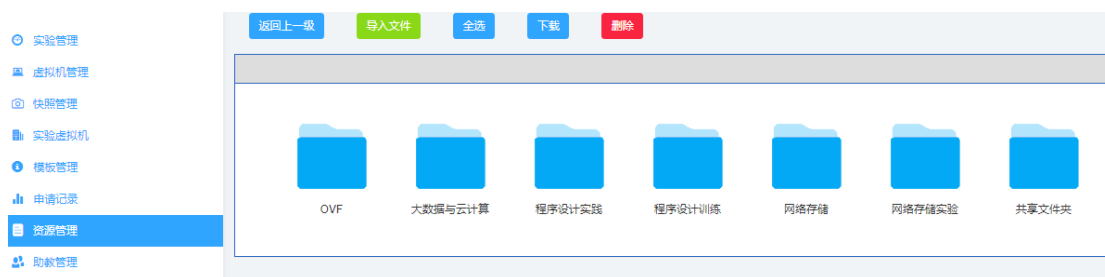 返回上一级 导入文件 全选 下载 删除
实验管理
虚拟机管理
快照管理
实验虚拟机
模板管理
申请记录
资源管理
助教管理
OVF 大数据与云计算 程序设计实践 程序设计训练 网络存储 网络存储实验 共享文件夹